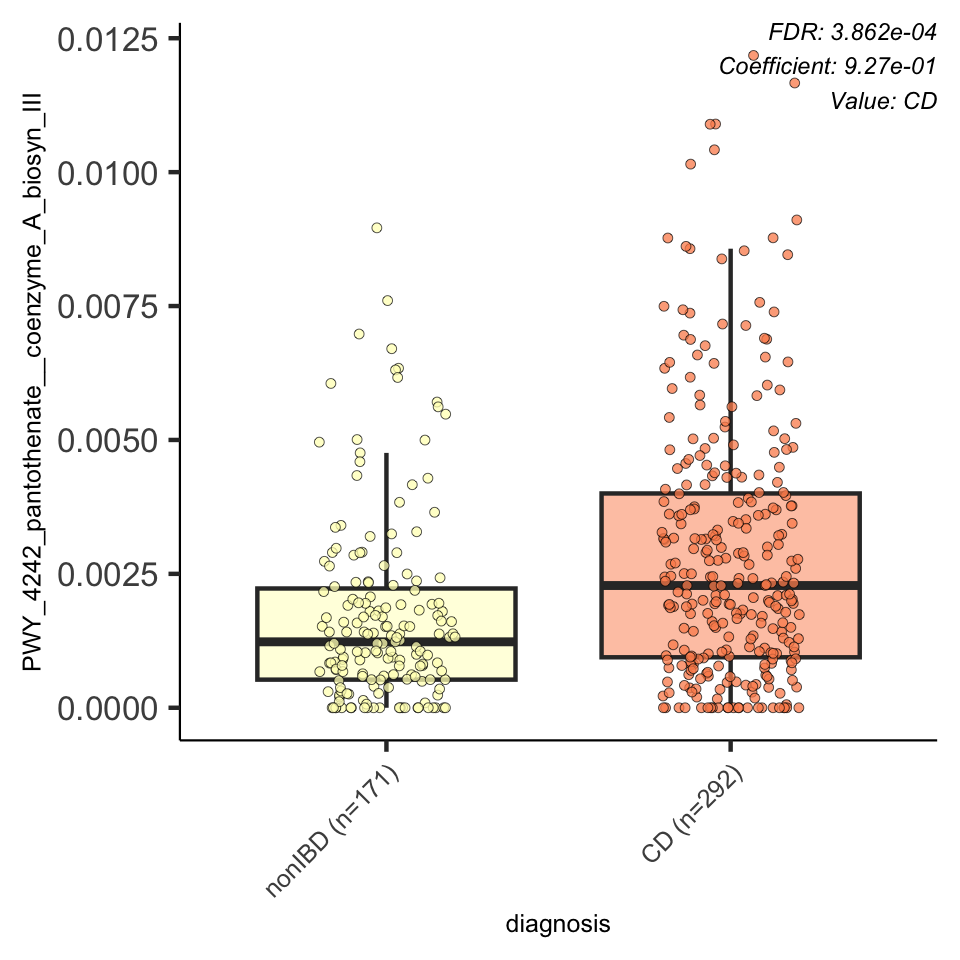 FDR: 3.862e-04
Coefficient: 9.27e-01
Value: CD
PWY_4242_pantothenate__coenzyme_A_biosyn_III
0.0125
0.0100
0.0075
0.0050
0.0025
0.0000
nonIBD (n=171)
CD (n=292)
diagnosis